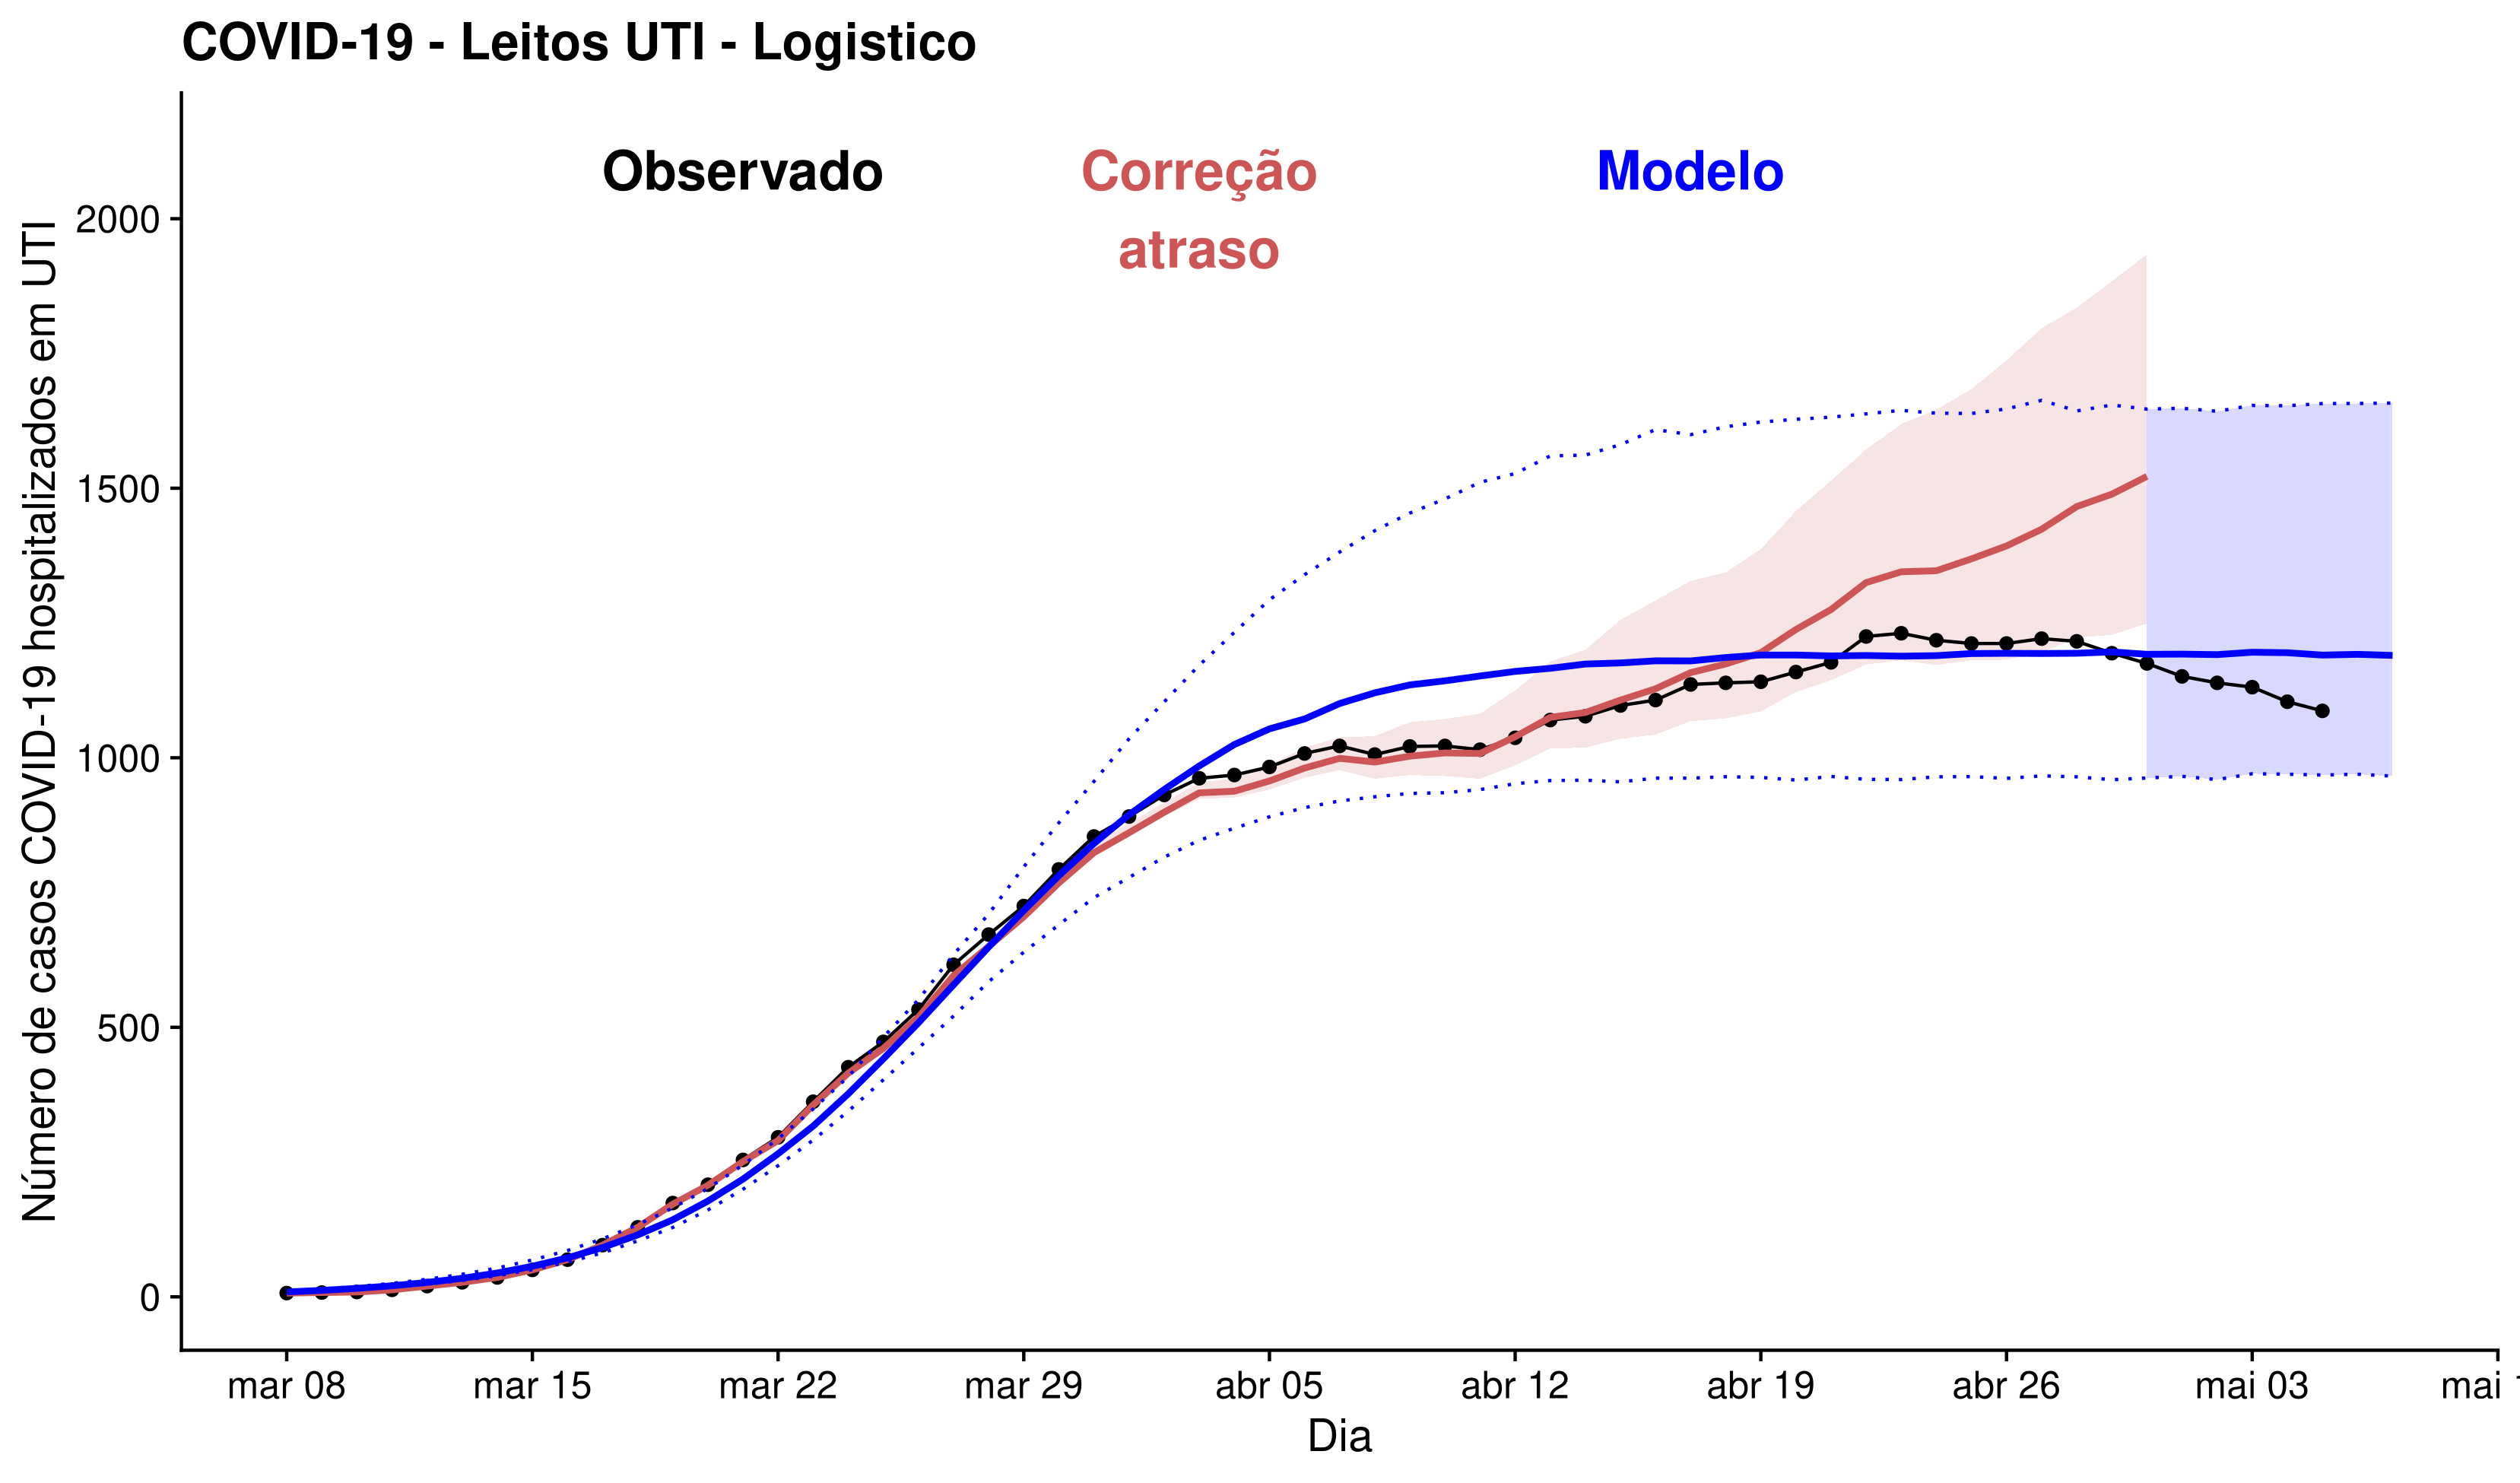 COVID-19 - Leitos UTI - Logistico
Observado
Correção
atraso
Modelo
Número de casos COVID-19 hospitalizados em UTI
2000
1500
1000
500
0
mar 08 mar 15 mar 22 mar 29 abr 05 abr 12 abr 19 abr 26 mai 03 mai
Dia